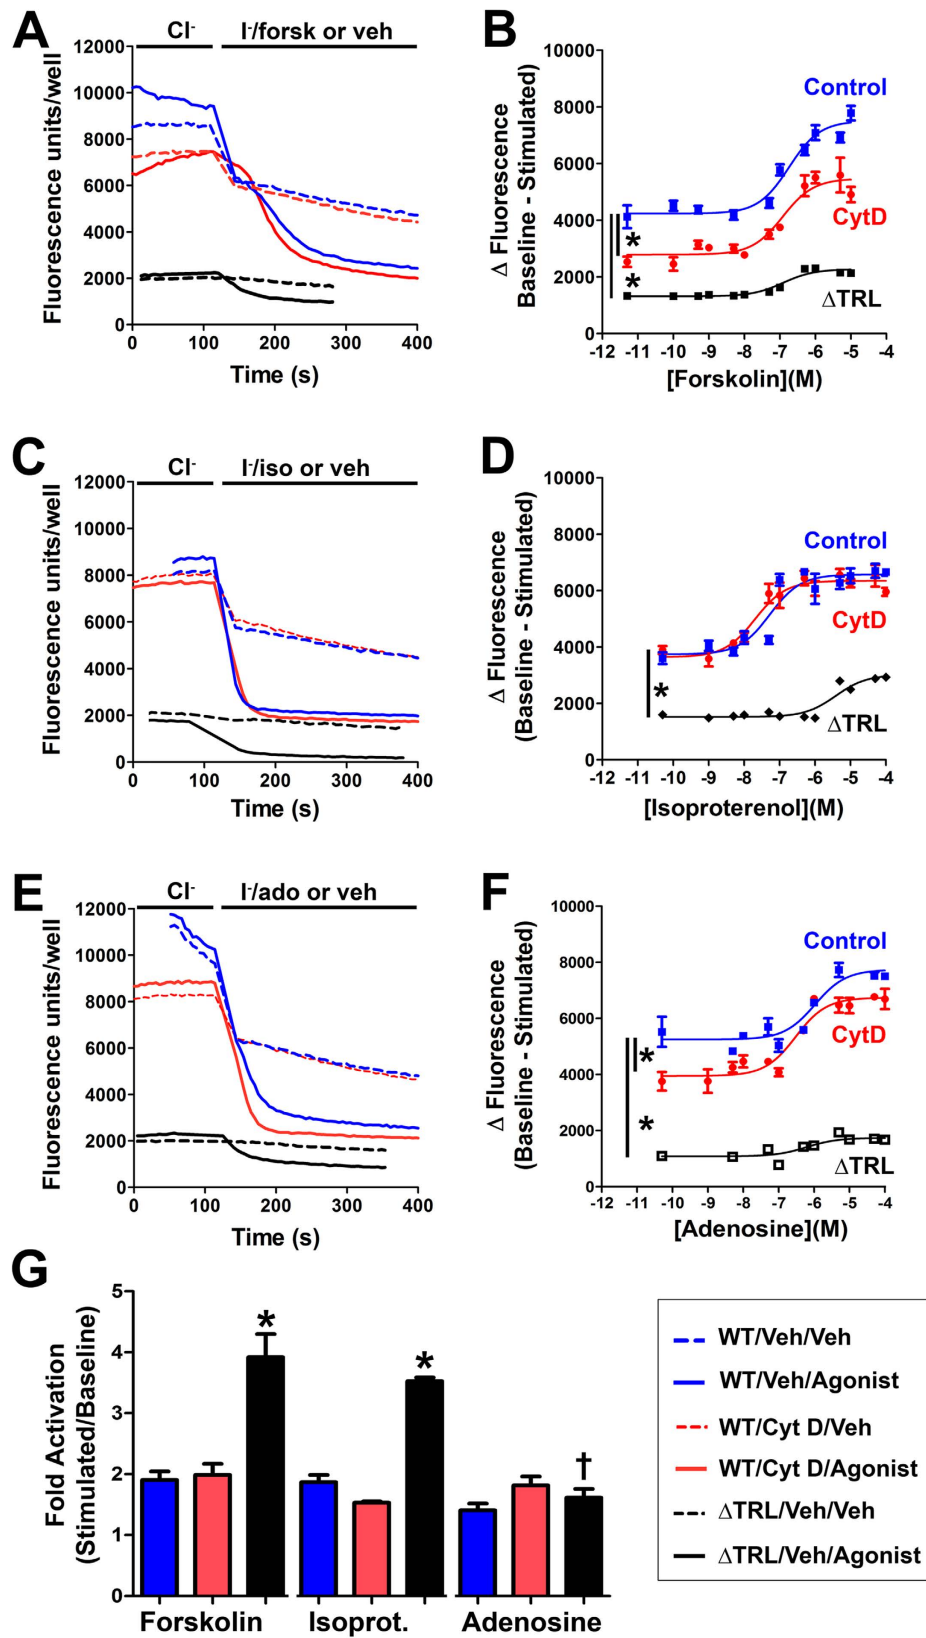 A
Cl- I-/forsk or veh
Fluorescence units/well
12000
10000
8000
6000
4000
2000
0
0 100 200 300 400
Time (s)
B
Δ Fluorescence
Baseline - Stimulated)
10000
8000
6000
4000
2000
0
Control
CytD
ΔTRL
*
*
-12 -11 -10 -9 -8 -7 -6 -5 -4
[Forskolin](M)
C
Cl- I-/iso or veh
Fluorescence units/well
12000
10000
8000
6000
4000
2000
0
0 100 200 300 400
Time (s)
D
Δ Fluorescence
(Baseline - Stimulated)
10000
8000
6000
4000
2000
0
Control
CytD
ΔTRL
*
-12 -11 -10 -9 -8 -7 -6 -5 -4
[Isoproterenol](M)
E
Cl- I-/ado or veh
Fluorescence units/well
12000
10000
8000
6000
4000
2000
0
0 100 200 300 400
Time (s)
F
Δ Fluorescence
(Baseline - Stimulated)
10000
8000
6000
4000
2000
0
Control
CytD
ΔTRL
*
*
-12 -11 -10 -9 -8 -7 -6 -5 -4
[Adenosine](M)
G
Fold Activation
(Stimulated/Baseline)
5
4
3
2
1
0
* * †
Forskolin Isoprot. Adenosine
WT/Veh/Veh
WT/Veh/Agonist
WT/Cyt D/Veh
WT/Cyt D/Agonist
ΔTRL/Veh/Veh
ΔTRL/Veh/Agonist